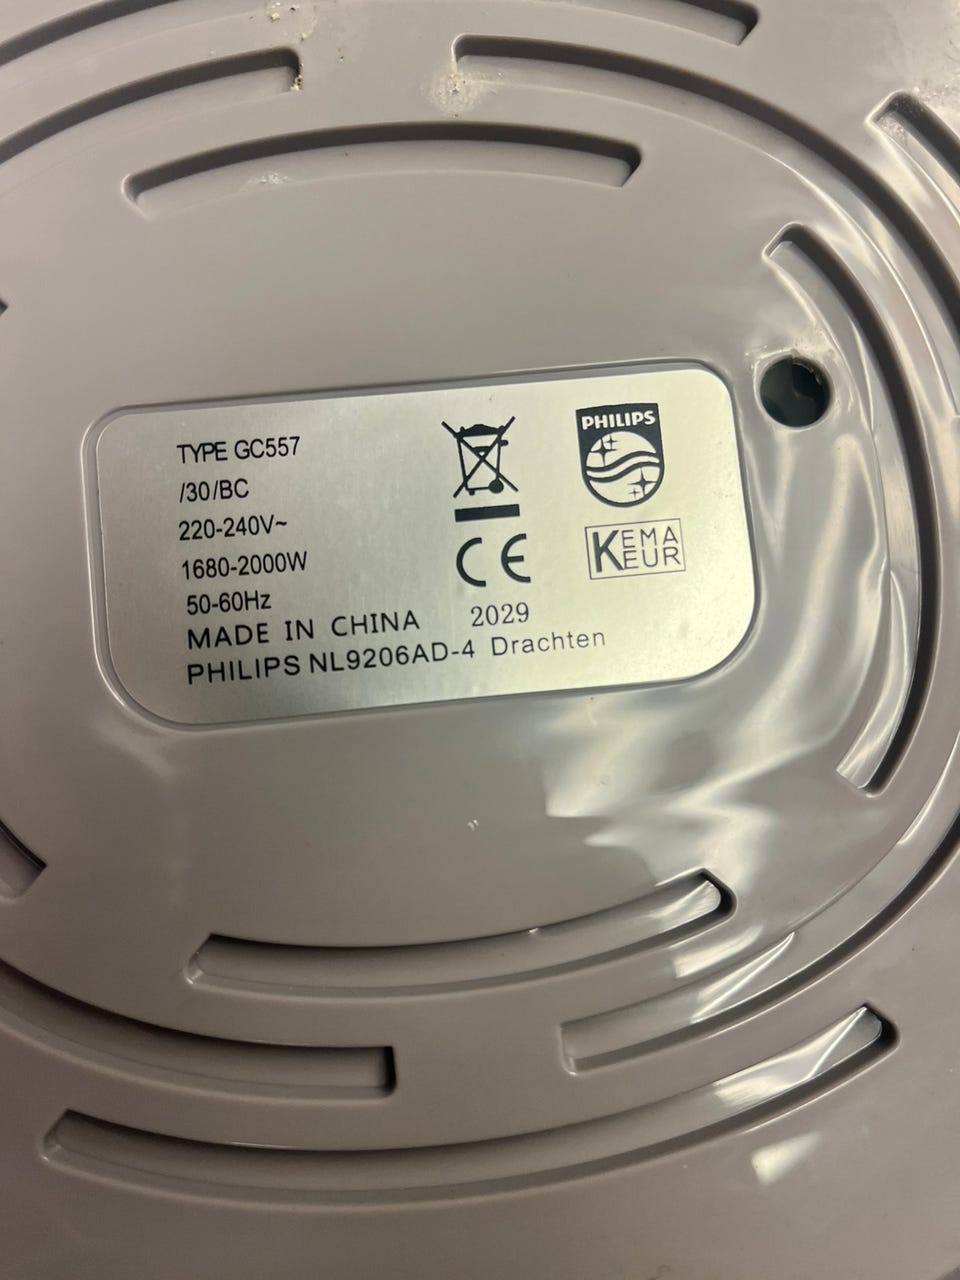 TYPE GC557
/30/BC
220-240V~
1680-2000W
50-60Hz
MADE IN CHINA 2029
PHILIPS NL9206AD-4 Drachten
PHILIPS
CE
KEMA
KEUR